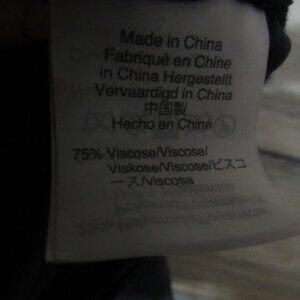 Made in China
Fabriqué en Chine
in China Hergestellt
Vervaardigd in China
中国製
Hecho en China
75% Viscose/Viscose/
Viskose/Viscose/ビスコ
ース/viscosa